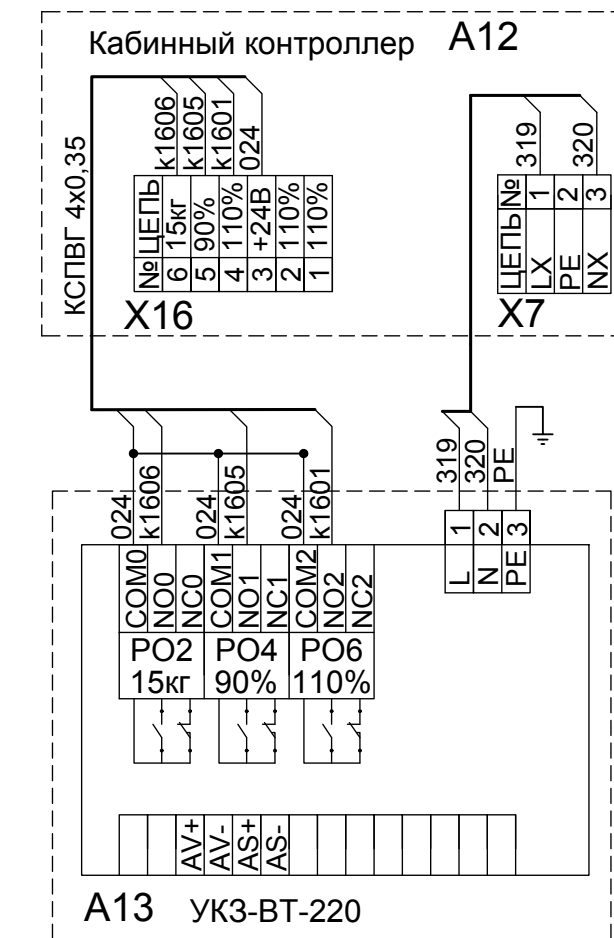 Кабинный контроллер A12
КСПВГ 4х0,35
k1606
k1605
k1601
024
№ ЦЕПЬ
6 15кг
5 90%
4 110%
3 +24В
2 110%
1 110%
X16
319
320
ЦЕПЬ №
LX 1
PE 2
NX 3
X7
024
k1606
024
k1605
024
k1601
319
320
PE
1 2 3
L N PE
COM0
NO0
NC0
COM1
NO1
NC1
COM2
NO2
NC2
PO2 PO4 PO6
15кг 90% 110%
AV+
AV-
AS+
AS-
A13 УКЗ-ВТ-220